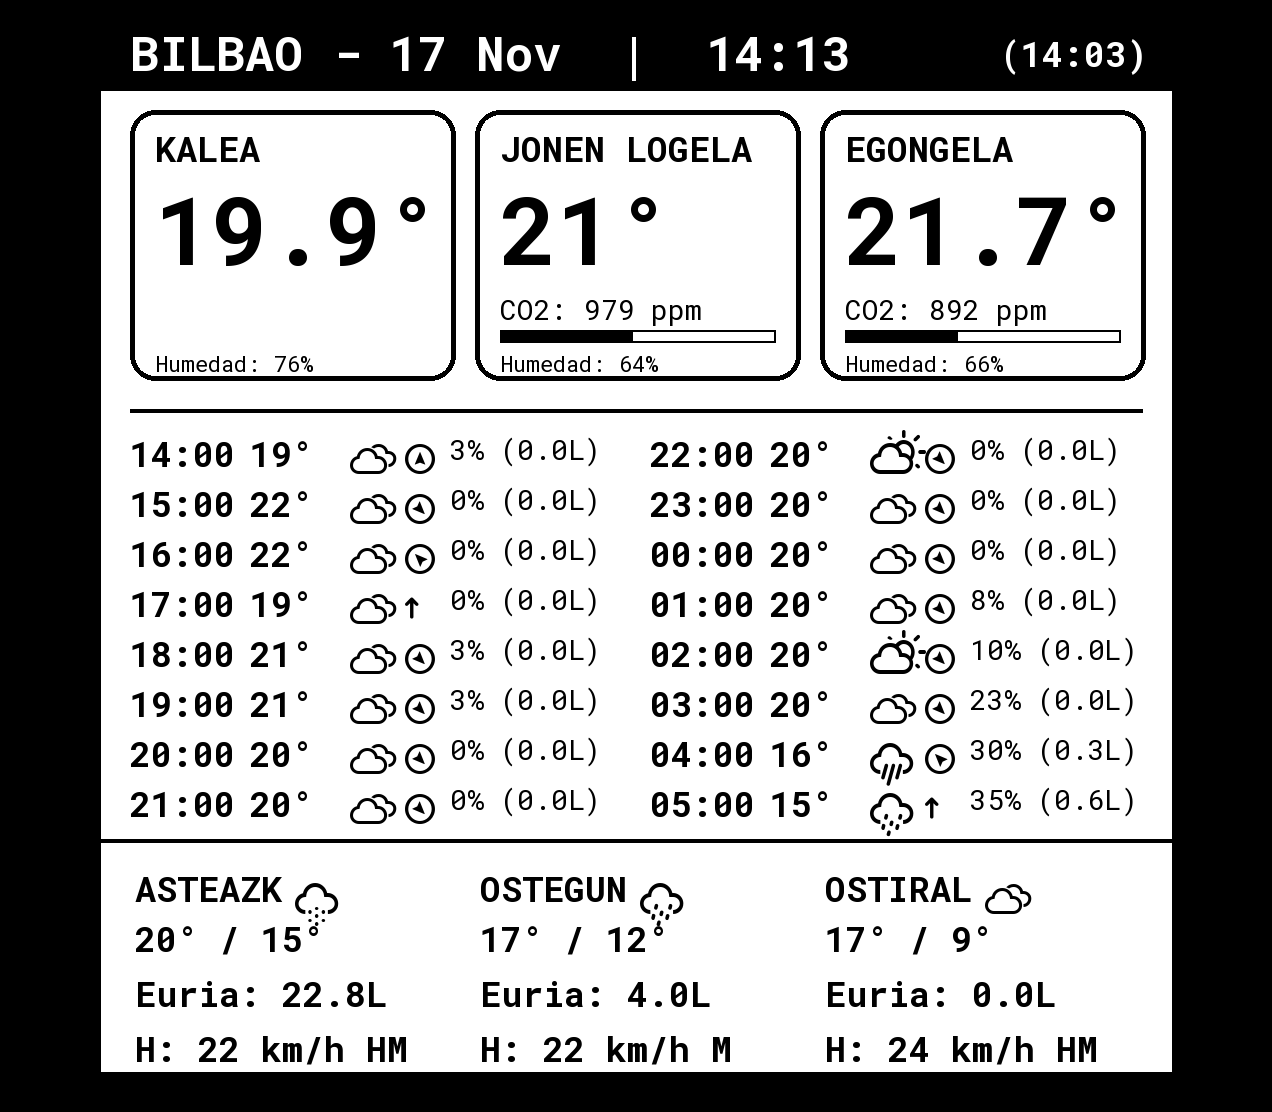 BILBAO - 17 Nov | 14:13 (14:03)
KALEA
19.9°
Humedad: 76%
JONEN LOGELA
21°
CO2: 979 ppm
Humedad: 64%
EGONGELA
21.7°
CO2: 892 ppm
Humedad: 66%
14:00 19° 3% (0.0L)
15:00 22° 0% (0.0L)
16:00 22° 0% (0.0L)
17:00 19° 0% (0.0L)
18:00 21° 3% (0.0L)
19:00 21° 3% (0.0L)
20:00 20° 0% (0.0L)
21:00 20° 0% (0.0L)
22:00 20° 0% (0.0L)
23:00 20° 0% (0.0L)
00:00 20° 0% (0.0L)
01:00 20° 8% (0.0L)
02:00 20° 10% (0.0L)
03:00 20° 23% (0.0L)
04:00 16° 30% (0.3L)
05:00 15° 35% (0.6L)
ASTEAZK
20° / 15°
Euria: 22.8L
H: 22 km/h HM
OSTEGUN
17° / 12°
Euria: 4.0L
H: 22 km/h M
OSTIRAL
17° / 9°
Euria: 0.0L
H: 24 km/h HM